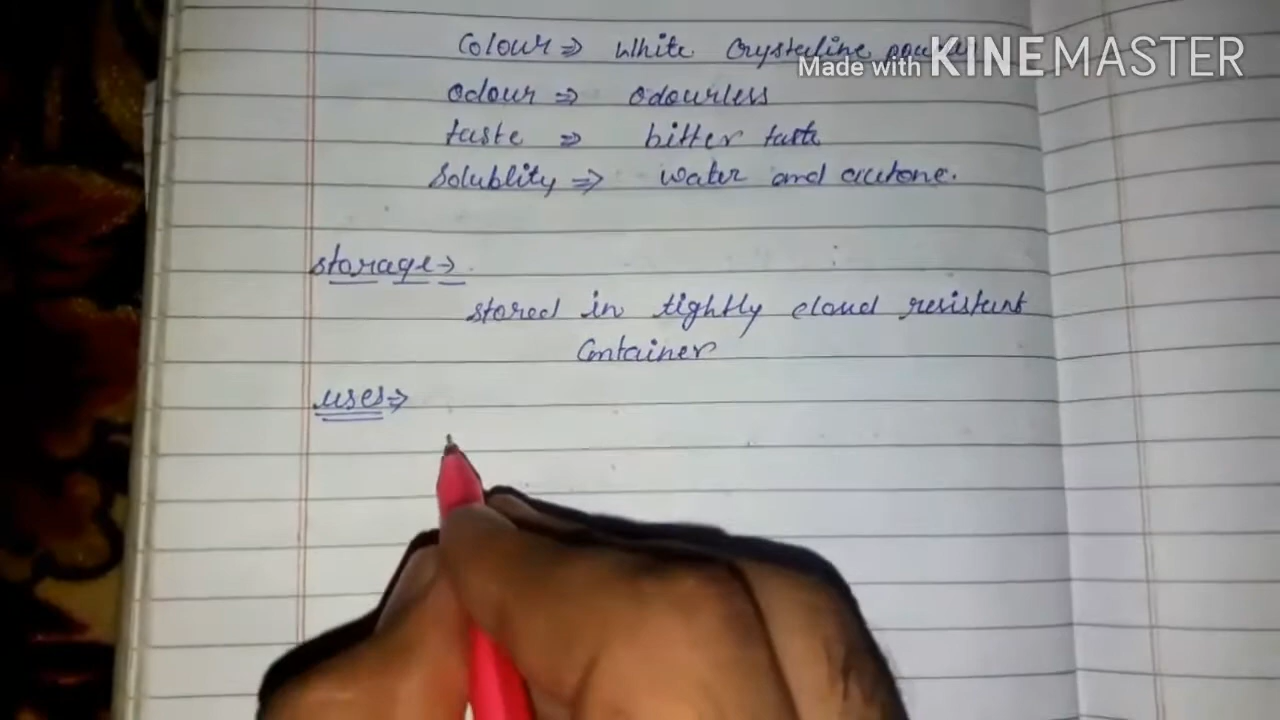 Colour ⇒ White Crystalline
Made with KINEMASTER
odour ⇒ odourless
taste ⇒ bitter taste
Solublity ⇒ water and acetone.
storage →
stored in tightly cloud resistant
Container
uses ⇒